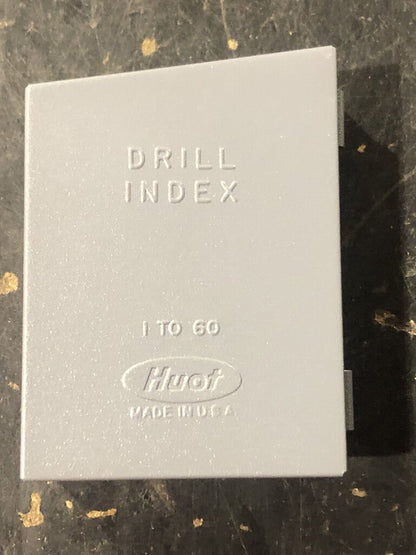 DRILL
INDEX
1 TO 60
Huot
MADE IN U.S.A